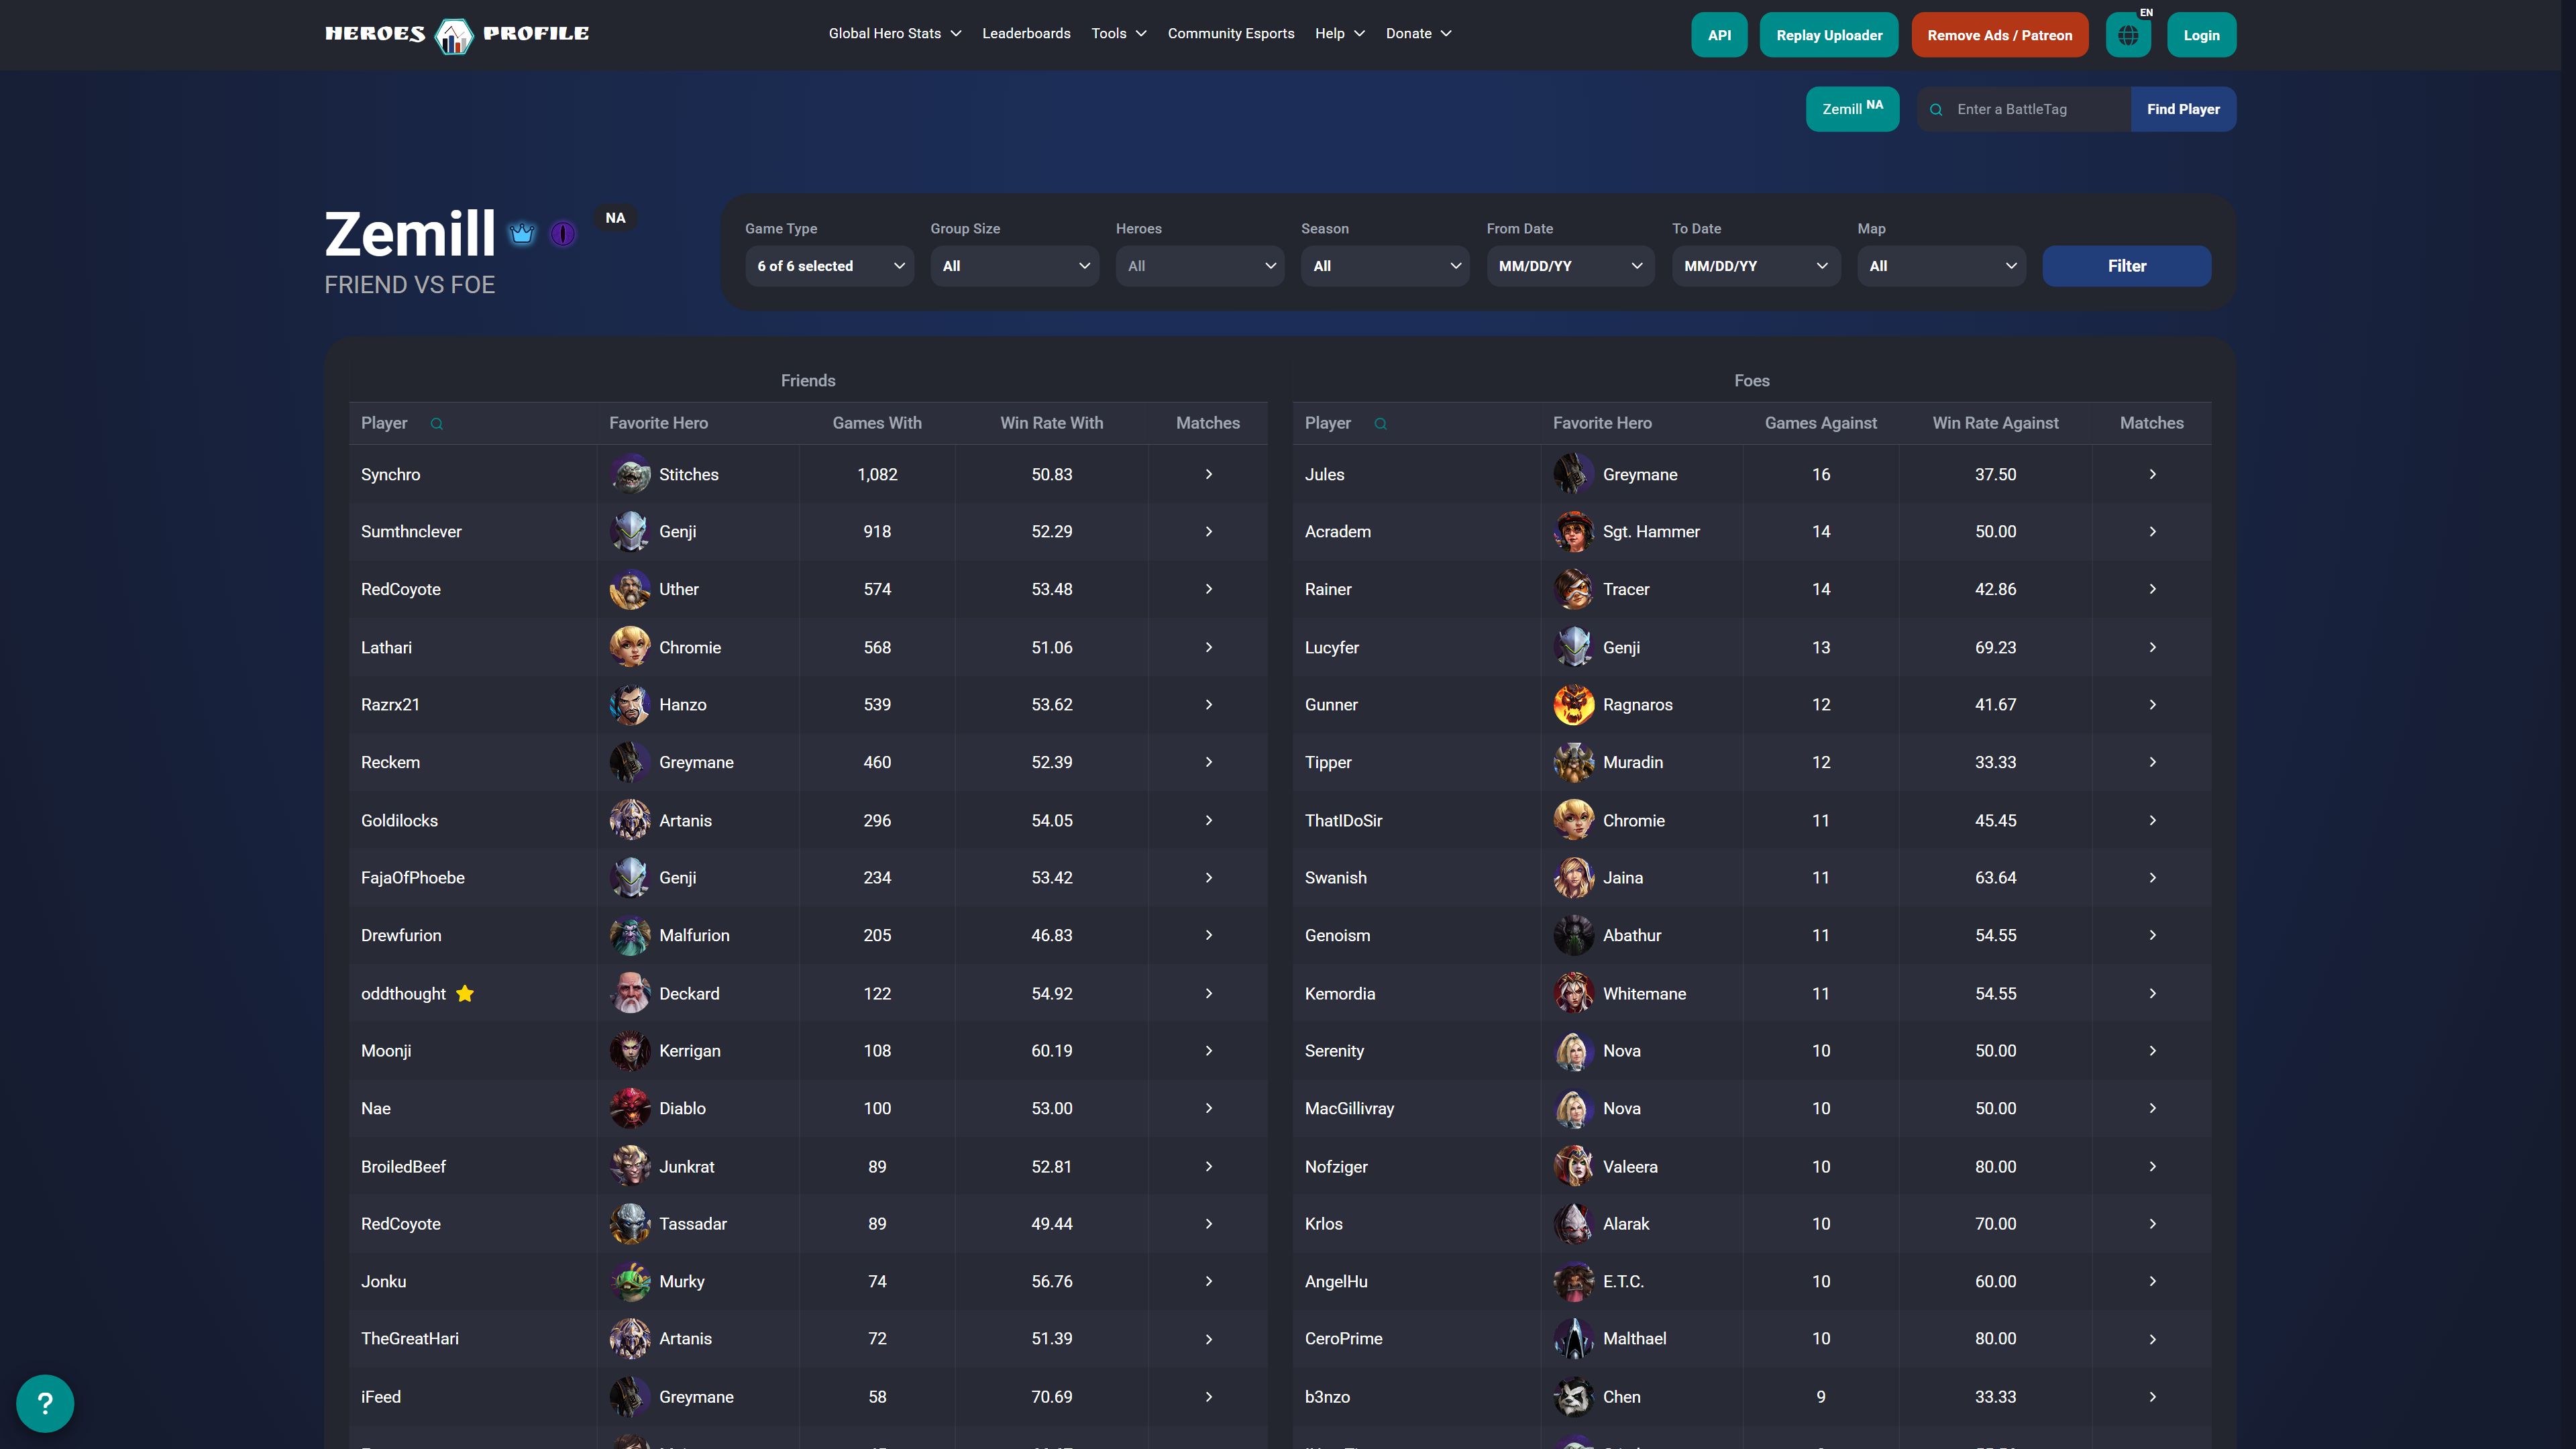 HEROES PROFILE
Global Hero Stats Leaderboards Tools Community Esports Help Donate
API Replay Uploader Remove Ads / Patreon EN Login
Zemill NA Enter a BattleTag Find Player
Zemill NA
FRIEND VS FOE
Game Type Group Size Heroes Season From Date To Date Map
6 of 6 selected All All All MM/DD/YY MM/DD/YY All Filter
Friends
Player Favorite Hero Games With Win Rate With Matches
Synchro Stitches 1,082 50.83
Sumthnclever Genji 918 52.29
RedCoyote Uther 574 53.48
Lathari Chromie 568 51.06
Razrx21 Hanzo 539 53.62
Reckem Greymane 460 52.39
Goldilocks Artanis 296 54.05
FajaOfPhoebe Genji 234 53.42
Drewfurion Malfurion 205 46.83
oddthought Deckard 122 54.92
Moonji Kerrigan 108 60.19
Nae Diablo 100 53.00
BroiledBeef Junkrat 89 52.81
RedCoyote Tassadar 89 49.44
Jonku Murky 74 56.76
TheGreatHari Artanis 72 51.39
iFeed Greymane 58 70.69
Foes
Player Favorite Hero Games Against Win Rate Against Matches
Jules Greymane 16 37.50
Acradem Sgt. Hammer 14 50.00
Rainer Tracer 14 42.86
Lucyfer Genji 13 69.23
Gunner Ragnaros 12 41.67
Tipper Muradin 12 33.33
ThatIDoSir Chromie 11 45.45
Swanish Jaina 11 63.64
Genoism Abathur 11 54.55
Kemordia Whitemane 11 54.55
Serenity Nova 10 50.00
MacGillivray Nova 10 50.00
Nofziger Valeera 10 80.00
Krlos Alarak 10 70.00
AngelHu E.T.C. 10 60.00
CeroPrime Malthael 10 80.00
b3nzo Chen 9 33.33
?